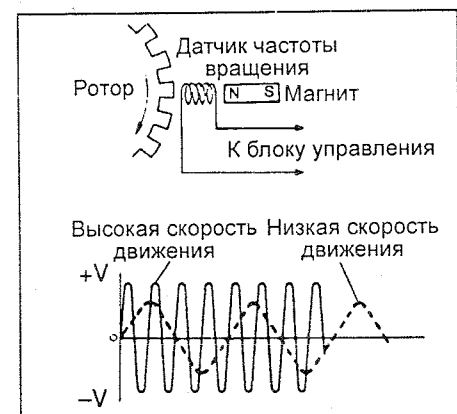 Датчик частоты
вращения
Ротор
N S
Магнит
К блоку управления
Высокая скорость
движения
Низкая скорость
движения
+V
0
–V